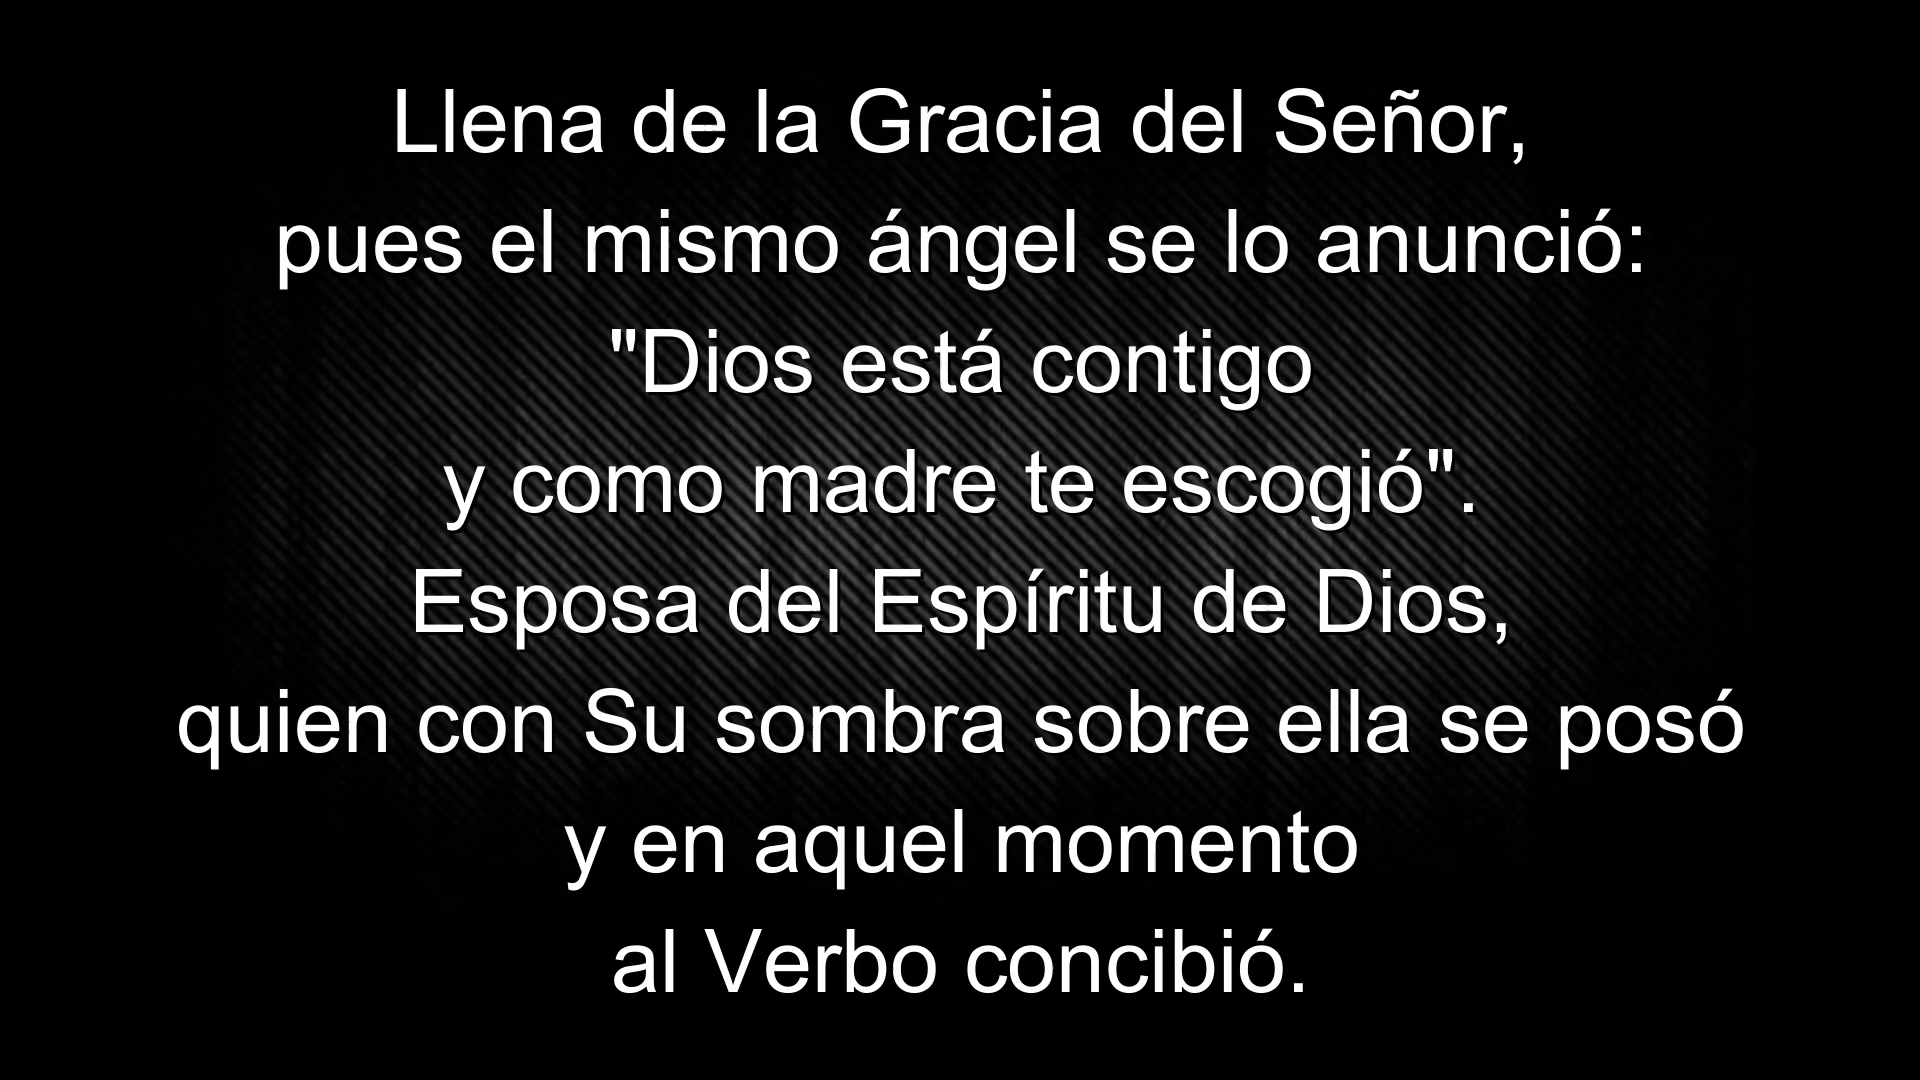 Llena de la Gracia del Señor,
pues el mismo ángel se lo anunció:
"Dios está contigo
y como madre te escogió".
Esposa del Espíritu de Dios,
quien con Su sombra sobre ella se posó
y en aquel momento
al Verbo concibió.